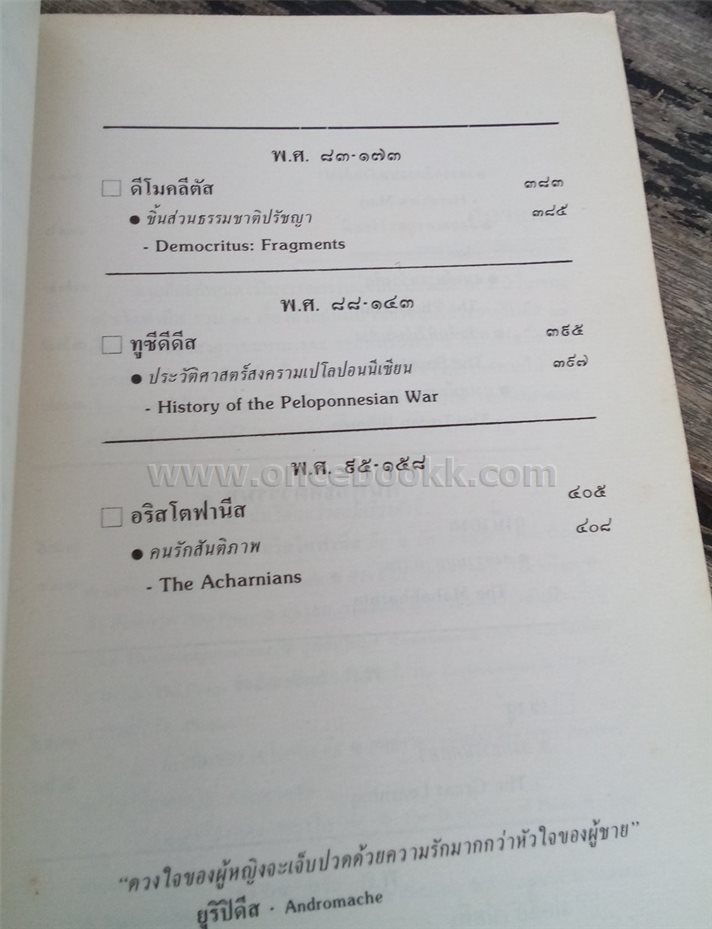 พ.ศ. ๘๓-๑๗๓
ดีโมคลีตัส ๓๘๓
● ชิ้นส่วนธรรมชาติปรัชญา ๓๘๕
- Democritus: Fragments
พ.ศ. ๘๘-๑๔๓
ทูซีดีดีส ๓๙๕
● ประวัติศาสตร์สงครามเปโลปอนนีเซียน ๓๙๗
- History of the Peloponnesian War
พ.ศ. ๙๕-๑๕๘
www.oncebookk.com
อริสโตฟานีส ๔๐๕
● คนรักสันติภาพ ๔๐๘
- The Acharnians
“ดวงใจของผู้หญิงจะเจ็บปวดด้วยความรักมากกว่าหัวใจของผู้ชาย”
ยูริปิดีส - Andromache